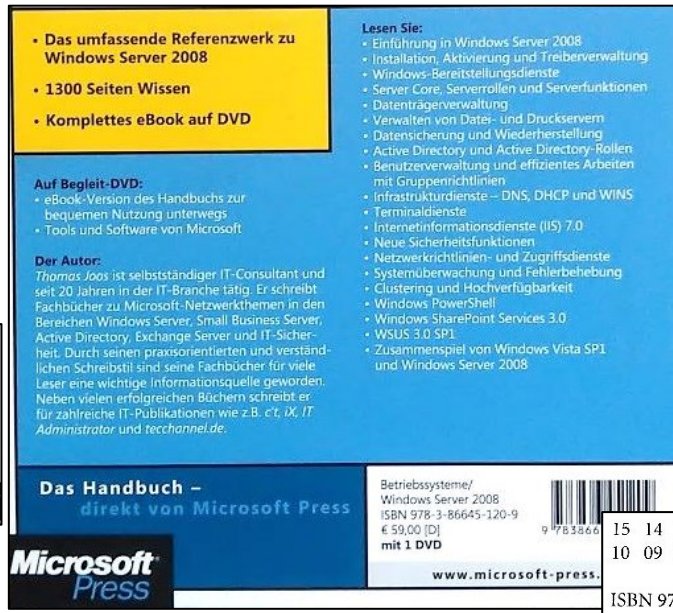 • Das umfassende Referenzwerk zu
Windows Server 2008
• 1300 Seiten Wissen
• Komplettes eBook auf DVD
Auf Begleit-DVD:
• eBook-Version des Handbuchs zur
bequemen Nutzung unterwegs
• Tools und Software von Microsoft
Der Autor:
Thomas Joos ist selbstständiger IT-Consultant und
seit 20 Jahren in der IT-Branche tätig. Er schreibt
Fachbücher zu Microsoft-Netzwerkthemen in den
Bereichen Windows Server, Small Business Server,
Active Directory, Exchange Server und IT-Sicher-
heit. Durch seinen praxisorientierten und verständ-
lichen Schreibstil sind seine Fachbücher für viele
Leser eine wichtige Informationsquelle geworden.
Neben vielen erfolgreichen Büchern schreibt er
für zahlreiche IT-Publikationen wie z.B. c't, iX, IT
Administrator und tecchannel.de.
Lesen Sie:
• Einführung in Windows Server 2008
• Installation, Aktivierung und Treiberverwaltung
• Windows-Bereitstellungsdienste
• Server Core, Serverrollen und Serverfunktionen
• Datenträgerverwaltung
• Verwalten von Datei- und Druckservern
• Datensicherung und Wiederherstellung
• Active Directory und Active Directory-Rollen
• Benutzerverwaltung und effizientes Arbeiten
mit Gruppenrichtlinien
• Infrastrukturdienste – DNS, DHCP und WINS
• Terminaldienste
• Internetinformationsdienste (IIS) 7.0
• Neue Sicherheitsfunktionen
• Netzwerkrichtlinien- und Zugriffsdienste
• Systemüberwachung und Fehlerbehebung
• Clustering und Hochverfügbarkeit
• Windows PowerShell
• Windows SharePoint Services 3.0
• WSUS 3.0 SP1
• Zusammenspiel von Windows Vista SP1
und Windows Server 2008
Das Handbuch –
direkt von Microsoft Press
Microsoft
Press
Betriebssysteme/
Windows Server 2008
ISBN 978-3-86645-120-9
€ 59,00 [D]
mit 1 DVD
9 783866
www.microsoft-press.
15 14
10 09
ISBN 97